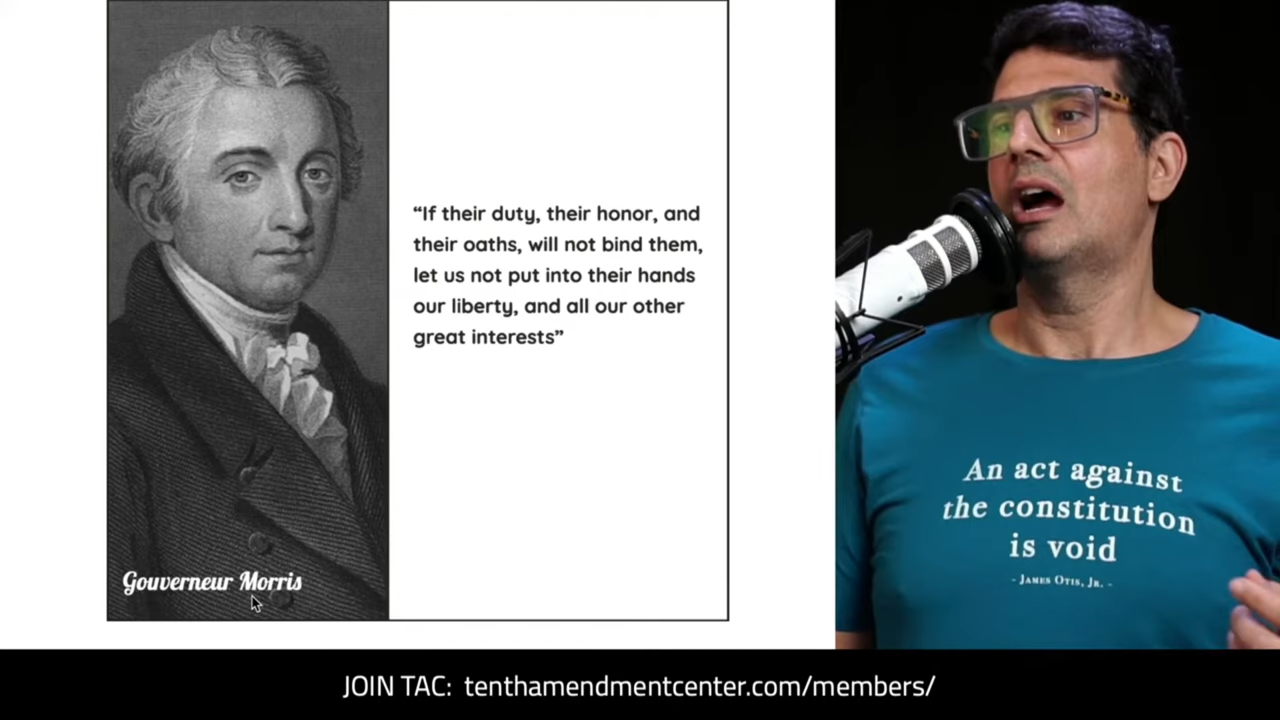 “If their duty, their honor, and
their oaths, will not bind them,
let us not put into their hands
our liberty, and all our other
great interests”
Gouverneur Morris
An act against
the constitution
is void
- James Otis, Jr. -
JOIN TAC: tenthamendmentcenter.com/members/